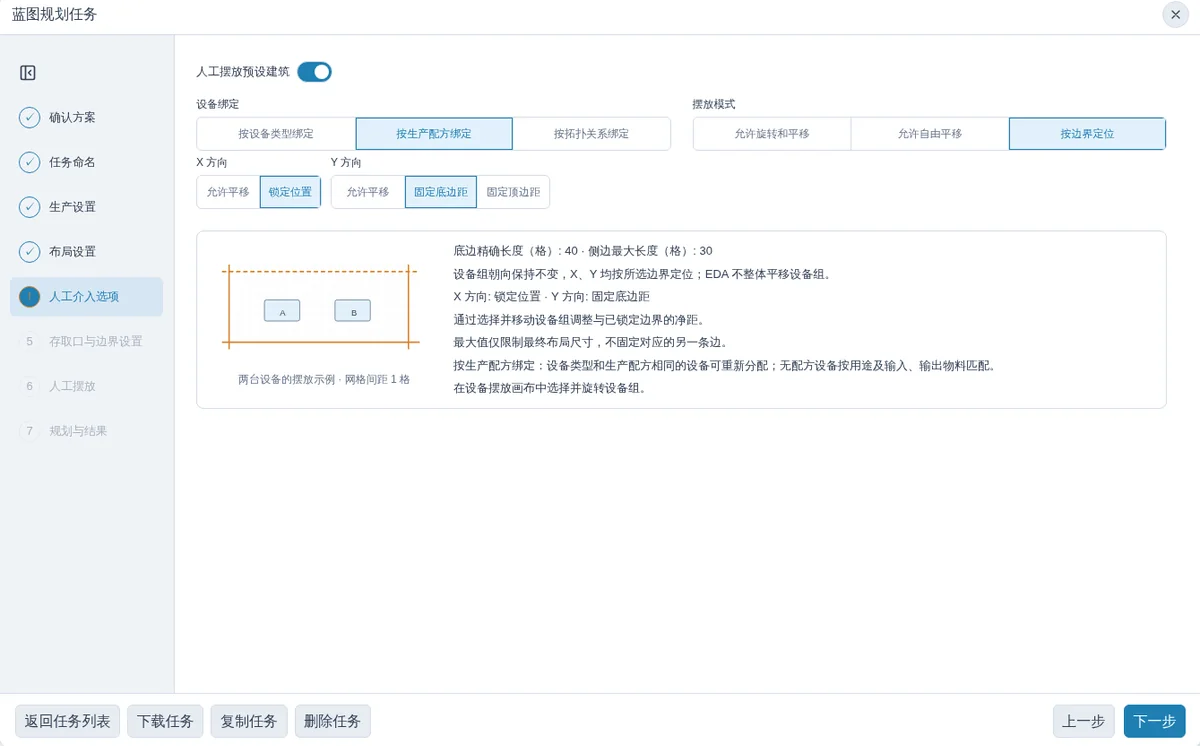 蓝图规划任务
确认方案
任务命名
生产设置
布局设置
人工介入选项
5 存取口与边界设置
6 人工摆放
7 规划与结果
人工摆放预设建筑
设备绑定
按设备类型绑定 按生产配方绑定 按拓扑关系绑定
摆放模式
允许旋转和平移 允许自由平移 按边界定位
X 方向
允许平移 锁定位置
Y 方向
允许平移 固定底边距 固定顶边距
A B
两台设备的摆放示例 · 网格间距 1 格
底边精确长度（格）: 40 · 侧边最大长度（格）: 30
设备组朝向保持不变，X、Y 均按所选边界定位；EDA 不整体平移设备组。
X 方向: 锁定位置 · Y 方向: 固定底边距
通过选择并移动设备组调整与已锁定边界的净距。
最大值仅限制最终布局尺寸，不固定对应的另一条边。
按生产配方绑定：设备类型和生产配方相同的设备可重新分配；无配方设备按用途及输入、输出物料匹配。
在设备摆放画布中选择并旋转设备组。
返回任务列表 下载任务 复制任务 删除任务 上一步 下一步